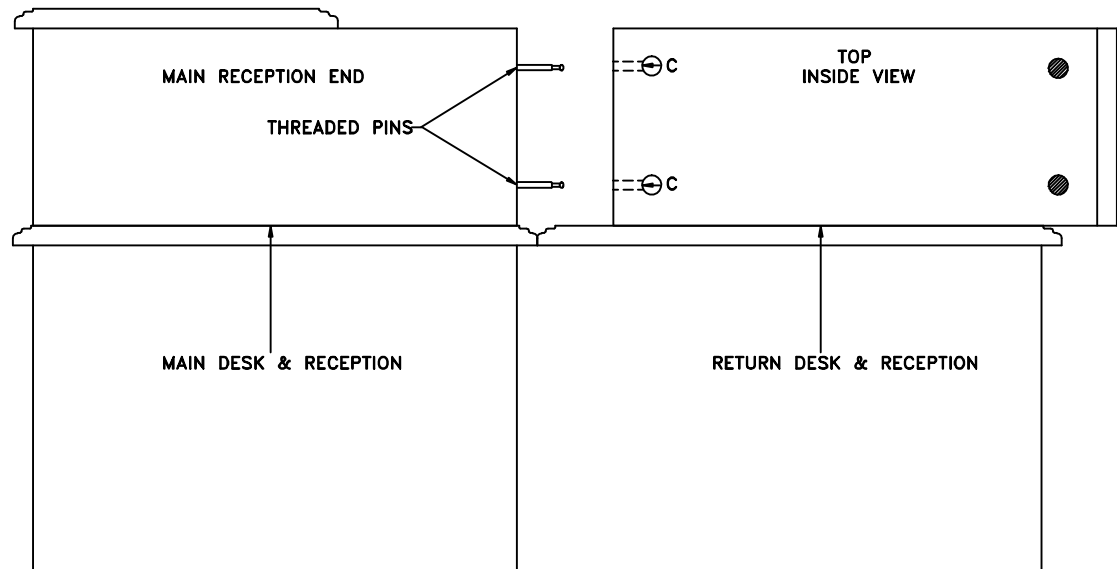 MAIN RECEPTION END
TOP
INSIDE VIEW
C
THREADED PINS
C
MAIN DESK & RECEPTION
RETURN DESK & RECEPTION